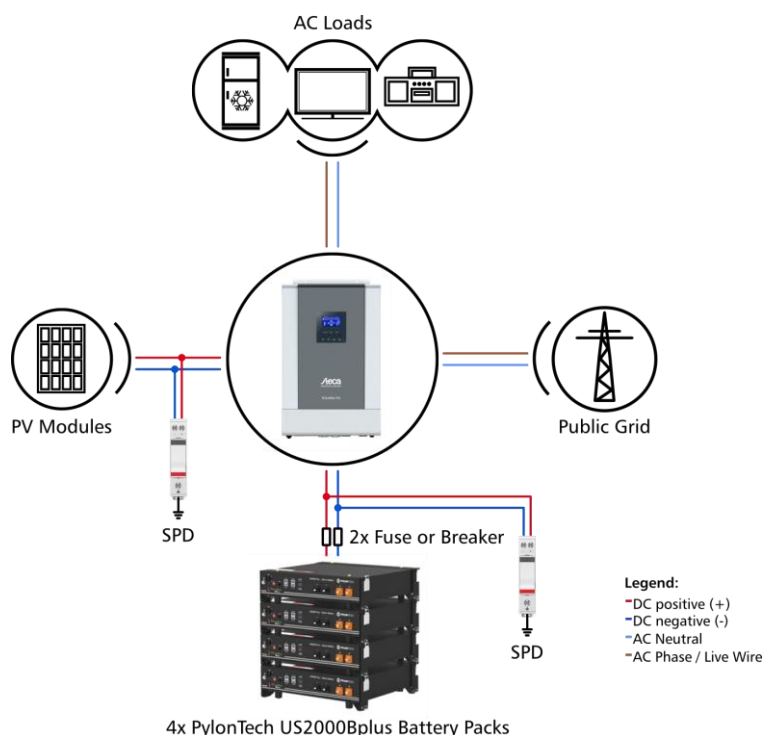 AC Loads
Steca
PV Modules
Public Grid
SPD
2x Fuse or Breaker
Legend:
DC positive (+)
DC negative (-)
AC Neutral
AC Phase / Live Wire
SPD
4x PylonTech US2000Bplus Battery Packs